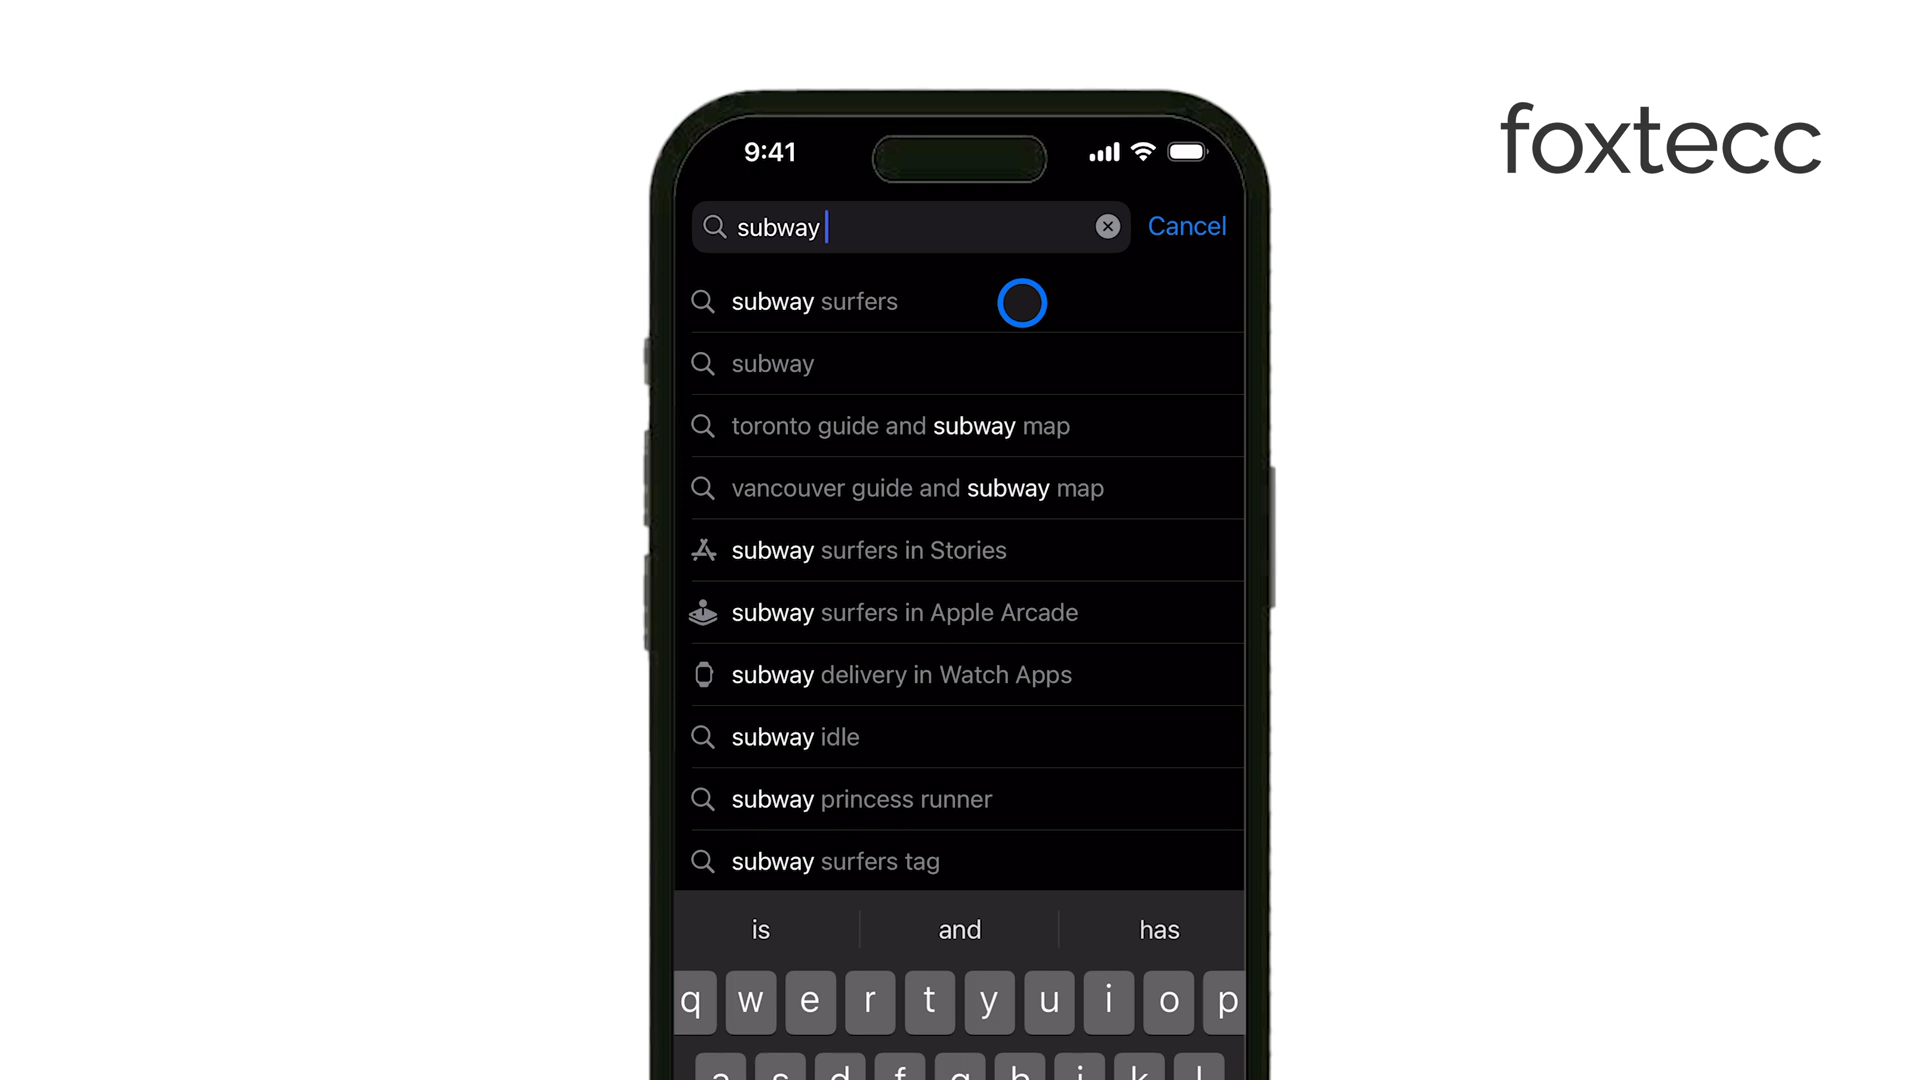 foxtecc
9:41
subway
Cancel
subway surfers
subway
toronto guide and subway map
vancouver guide and subway map
subway surfers in Stories
subway surfers in Apple Arcade
subway delivery in Watch Apps
subway idle
subway princess runner
subway surfers tag
is and has
q w e r t y u i o p
a s d f g h j k l